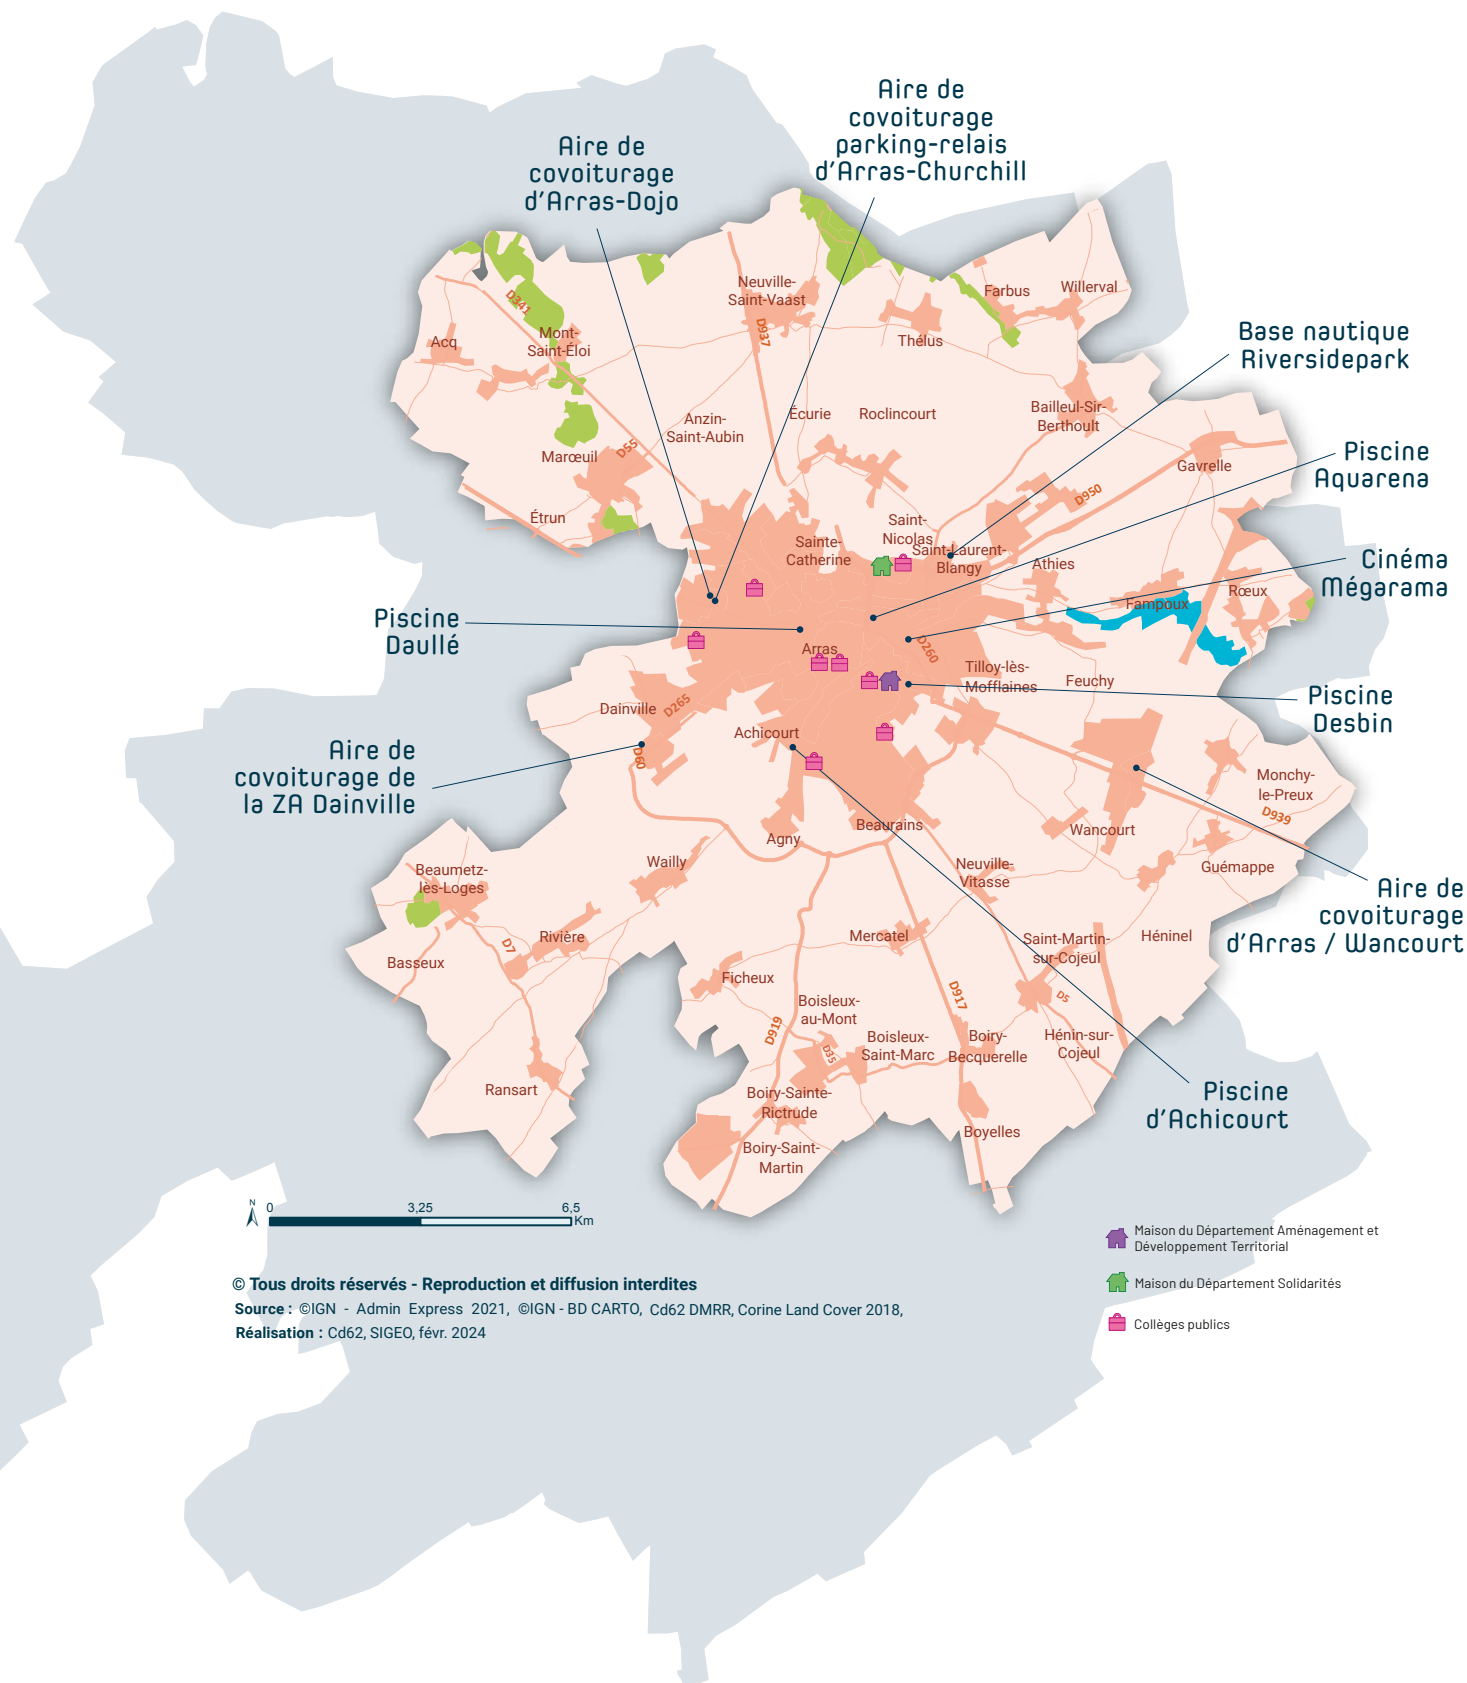 Aire de
covoiturage
parking-relais
d'Arras-Churchill
Aire de
covoiturage
d'Arras-Dojo
Base nautique
Riversidepark
Piscine
Aquarena
Cinéma
Mégarama
Piscine
Daullé
Piscine
Desbin
Aire de
covoiturage de
la ZA Dainville
Aire de
covoiturage
d'Arras / Wancourt
Piscine
d'Achicourt
Neuville-
Saint-Vaast
Farbus
Willerval
D341
D937
Mont-
Saint-Éloi
Acq
Thélus
Anzin-
Saint-Aubin
Écurie
Roclincourt
Bailleul-Sir-
Berthoult
Marœuil
D55
Gavrelle
D950
Étrun
Saint-
Nicolas
Sainte-
Catherine
Saint-Laurent-
Blangy
Athies
Fampoux
Rœux
Arras
D260
Tilloy-lès-
Mofflaines
Feuchy
Dainville
D265
Achicourt
D60
Monchy-
le-Preux
D939
Beaurains
Wancourt
Agny
Wailly
Neuville-
Vitasse
Guémappe
Beaumetz-
lès-Loges
Rivière
D7
Basseux
Mercatel
Saint-Martin-
sur-Cojeul
Héninel
Ficheux
Boisleux-
au-Mont
D917
D5
D919
D35
Boisleux-
Saint-Marc
Boiry-
Becquerelle
Hénin-sur-
Cojeul
Ransart
Boiry-Sainte-
Rictrude
Boyelles
Boiry-Saint-
Martin
N
0
3,25
6,5
Km
Maison du Département Aménagement et
Développement Territorial
Maison du Département Solidarités
Collèges publics
© Tous droits réservés - Reproduction et diffusion interdites
Source : ©IGN - Admin Express 2021, ©IGN - BD CARTO, Cd62 DMRR, Corine Land Cover 2018,
Réalisation : Cd62, SIGEO, févr. 2024